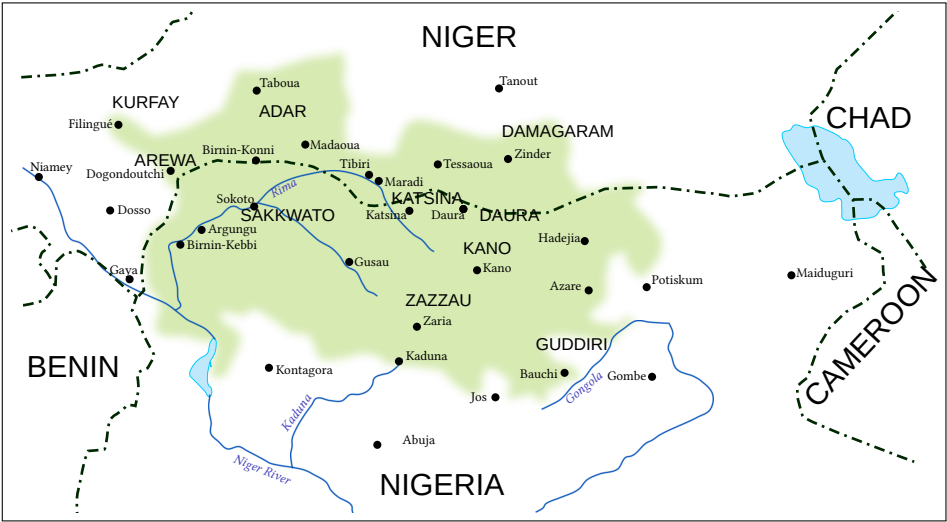 NIGER
Taboua
Tanout
KURFAY
ADAR
CHAD
Filingué
DAMAGARAM
Madaoua
Birnin-Konni
AREWA
Tibiri
Tessaoua
Zinder
Niamey
Dogondoutchi
Maradi
Rima
KATSINA
Sokoto
Dosso
SAKKWATO
Katsina
Daura
DAURA
Argungu
Birnin-Kebbi
Hadejia
KANO
Gusau
Kano
Gaya
Maiduguri
Potiskum
Azare
CAMEROON
ZAZZAU
Zaria
GUDDIRI
Kaduna
BENIN
Kontagora
Bauchi
Gombe
Gongola
Jos
Kaduna
Abuja
Niger River
NIGERIA